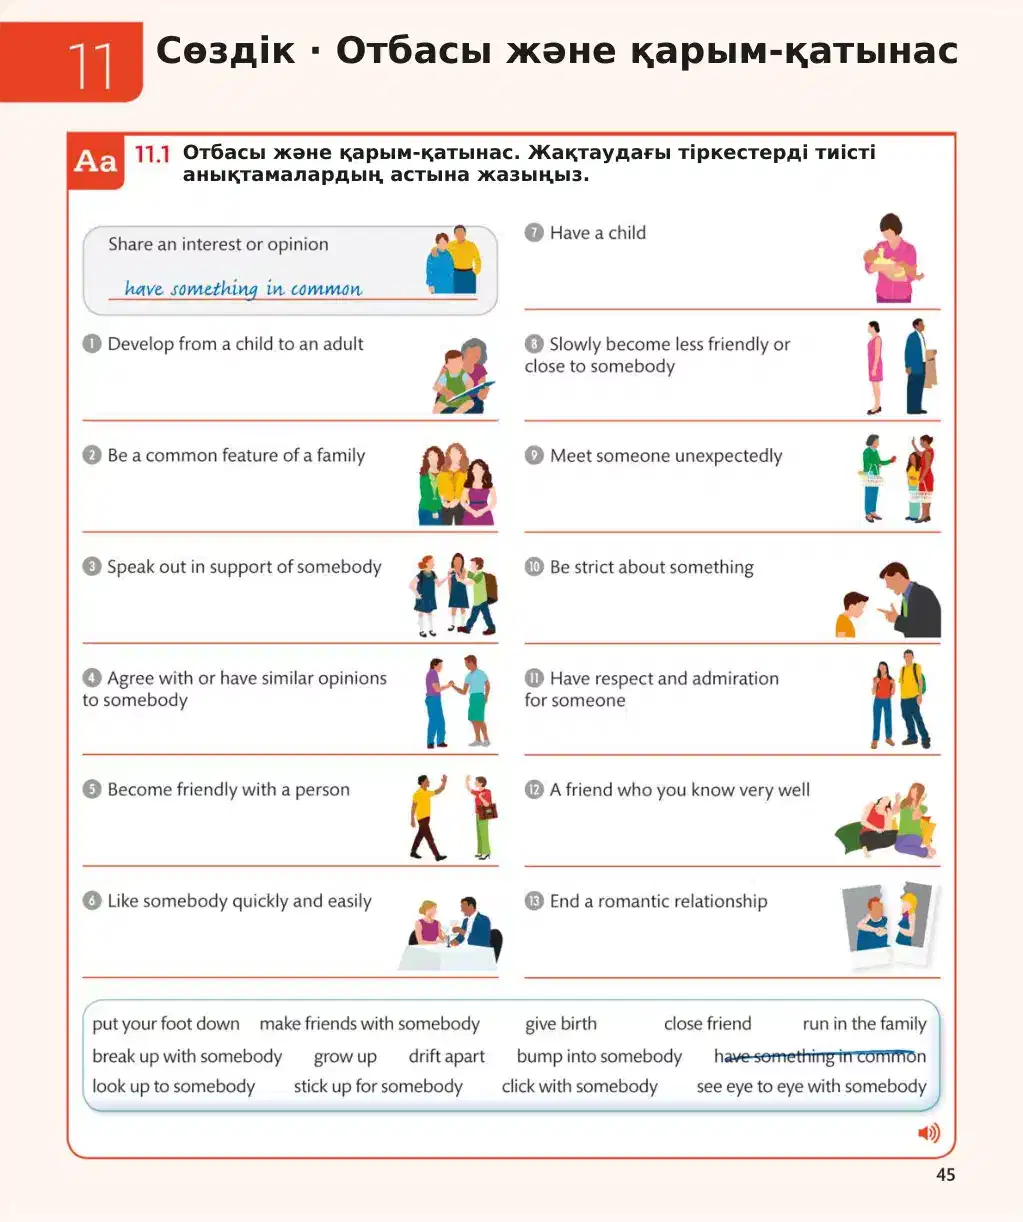 11
Сөздік · Отбасы және қарым-қатынас
Aa
11.1 Отбасы және қарым-қатынас. Жақтаудағы тіркестерді тиісті
анықтамалардың астына жазыңыз.
Share an interest or opinion
have something in common
1 Develop from a child to an adult
2 Be a common feature of a family
3 Speak out in support of somebody
4 Agree with or have similar opinions
to somebody
5 Become friendly with a person
6 Like somebody quickly and easily
7 Have a child
8 Slowly become less friendly or
close to somebody
9 Meet someone unexpectedly
10 Be strict about something
11 Have respect and admiration
for someone
12 A friend who you know very well
13 End a romantic relationship
put your foot down make friends with somebody give birth close friend run in the family
break up with somebody grow up drift apart bump into somebody have something in common
look up to somebody stick up for somebody click with somebody see eye to eye with somebody
45